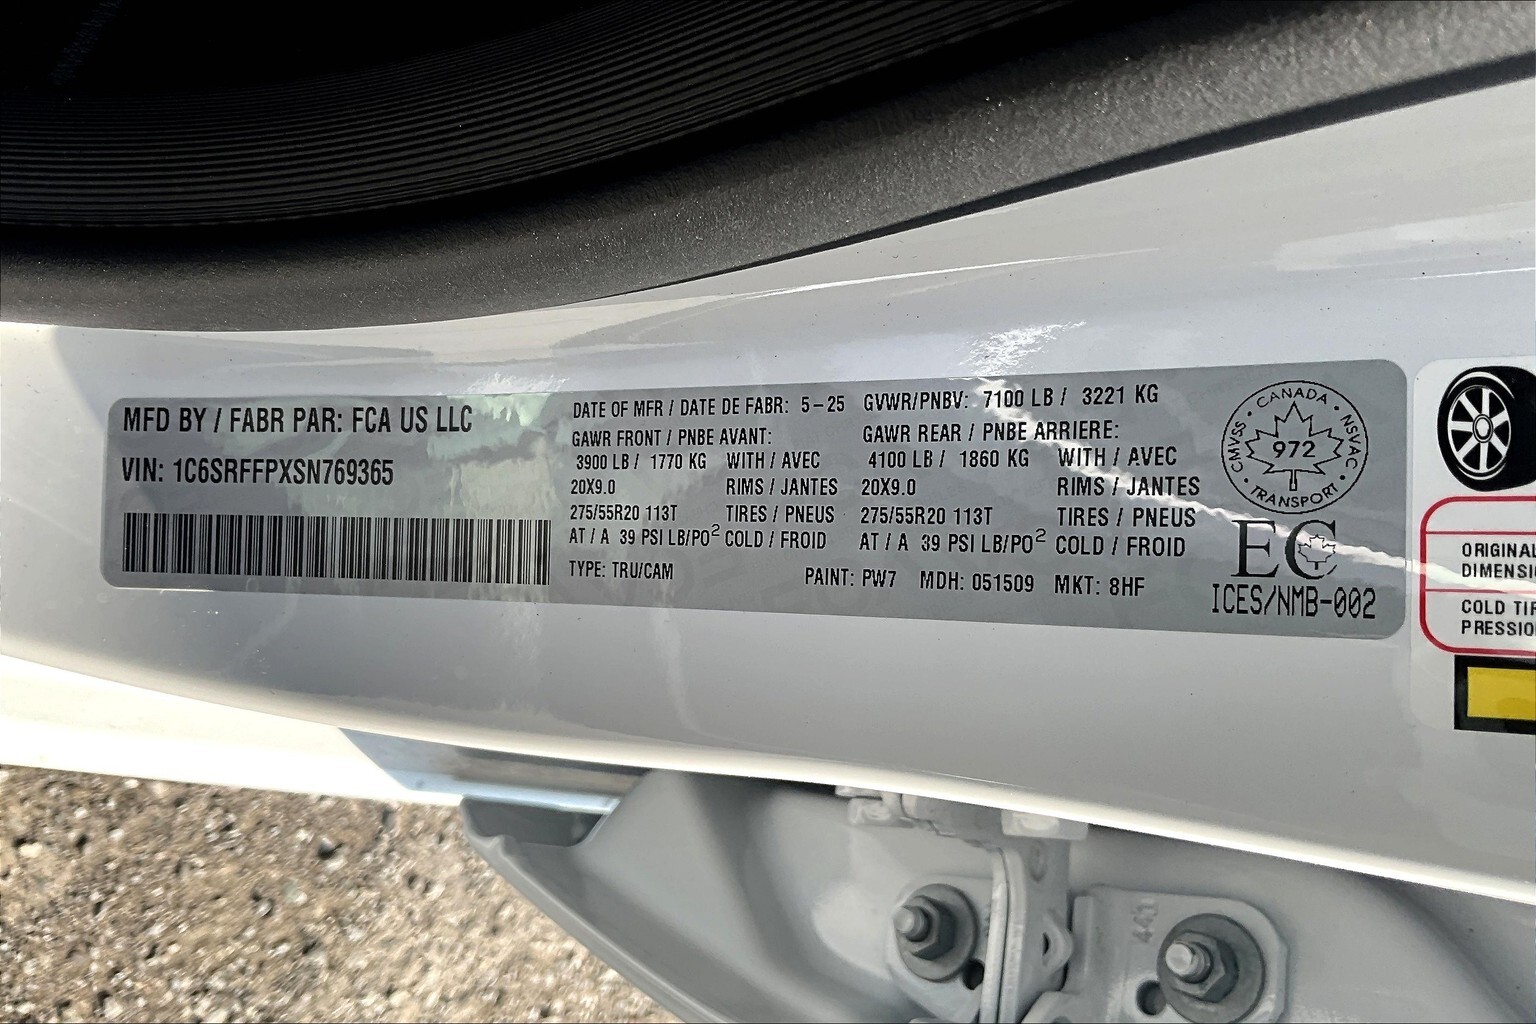 MFD BY / FABR PAR: FCA US LLC
VIN: 1C6SRFFPXSN769365
DATE OF MFR / DATE DE FABR: 5-25 GVWR/PNBV: 7100 LB / 3221 KG
GAWR FRONT / PNBE AVANT: GAWR REAR / PNBE ARRIERE:
3900 LB / 1770 KG WITH / AVEC 4100 LB / 1860 KG WITH / AVEC
20X9.0 RIMS / JANTES 20X9.0 RIMS / JANTES
275/55R20 113T TIRES / PNEUS 275/55R20 113T TIRES / PNEUS
AT / A 39 PSI LB/PO² COLD / FROID AT / A 39 PSI LB/PO² COLD / FROID
TYPE: TRU/CAM PAINT: PW7 MDH: 051509 MKT: 8HF
CANADA
CMVSS 972 NSVAC
TRANSPORT
EC
ICES/NMB-002
ORIGINAL
DIMENSI
COLD TIR
PRESSIO
440